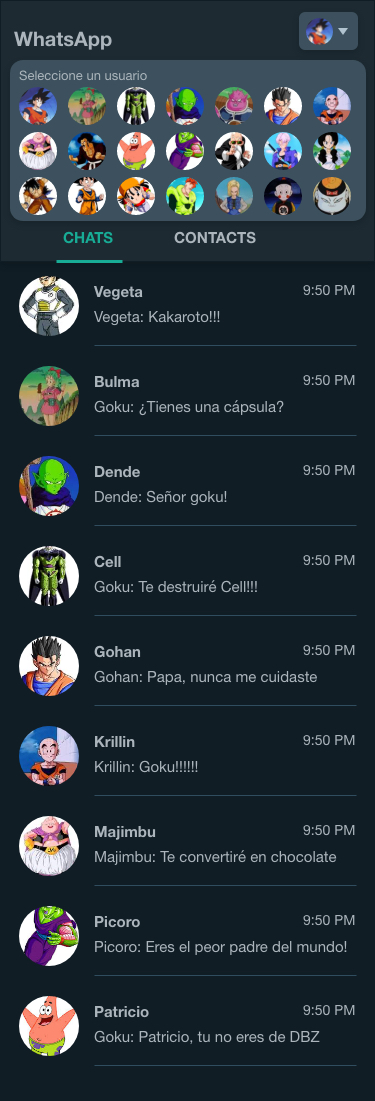 WhatsApp
Seleccione un usuario
CHATS CONTACTS
Vegeta 9:50 PM
Vegeta: Kakaroto!!!
Bulma 9:50 PM
Goku: ¿Tienes una cápsula?
Dende 9:50 PM
Dende: Señor goku!
Cell 9:50 PM
Goku: Te destruiré Cell!!!
Gohan 9:50 PM
Gohan: Papa, nunca me cuidaste
Krillin 9:50 PM
Krillin: Goku!!!!!!
Majimbu 9:50 PM
Majimbu: Te convertiré en chocolate
Picoro 9:50 PM
Picoro: Eres el peor padre del mundo!
Patricio 9:50 PM
Goku: Patricio, tu no eres de DBZ